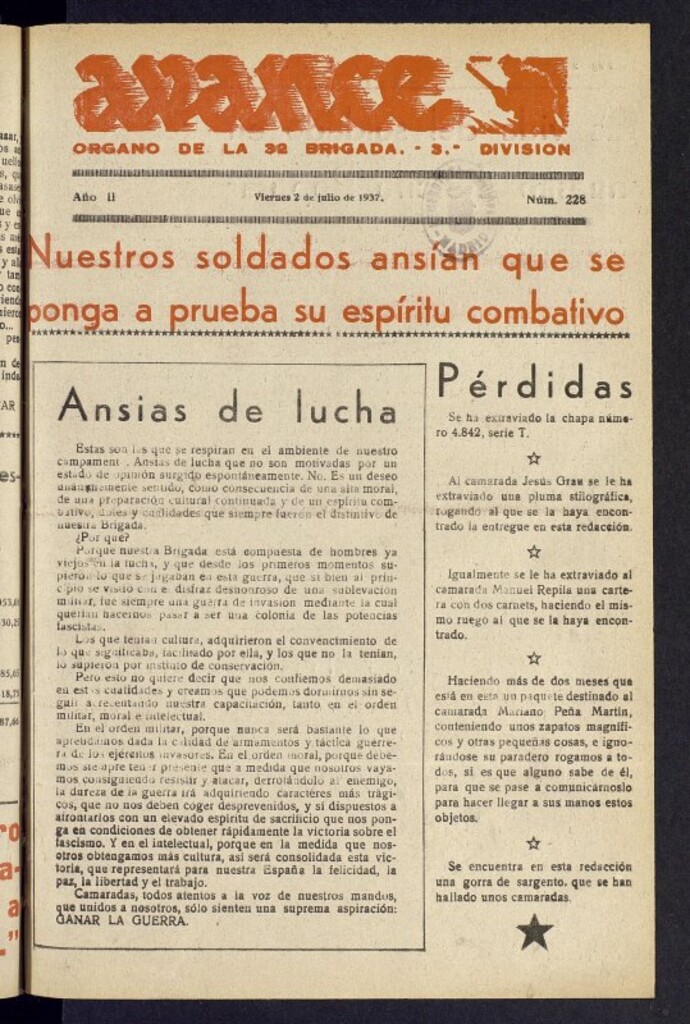 avance
ORGANO DE LA 32 BRIGADA. - 3.ª DIVISION
Año II
Viernes 2 de julio de 1937.
Núm. 228
Nuestros soldados ansían que se
ponga a prueba su espíritu combativo
Ansias de lucha
Estas son las que se respiran en el ambiente de nuestro
campament . Ansias de lucha que no son motivadas por un
estado de opinión surgido espontáneamente. No. Es un deseo
unánimemente sentido, como consecuencia de una alta moral,
de una preparación cultural continuada y de un espíritu com-
bativo, dotes y cualidades que siempre fueron el distintivo de
nuestra Brigada.
¿Por qué?
Porque nuestra Brigada está compuesta de hombres ya
viejos en la lucha, y que desde los primeros momentos su-
pieron lo que se jugaban en esta guerra, que si bien al prin-
cipio se vistió con el disfraz deshonroso de una sublevación
militar, fue siempre una guerra de invasión mediante la cual
querían hacernos pasar a ser una colonia de las potencias
fascistas.
Los que tenían cultura, adquirieron el convencimiento de
lo que significaba, facilitado por ella, y los que no la tenían,
lo supieron por instinto de conservación.
Pero esto no quiere decir que nos confiemos demasiado
en estas cualidades y creamos que podemos dormirnos sin se-
guir acrecentando nuestra capacitación, tanto en el orden
militar, moral e intelectual.
En el orden militar, porque nunca será bastante lo que
aprendamos dada la calidad de armamentos y táctica guerre-
ra de los ejércitos invasores. En el orden moral, porque debe-
mos siempre tener presente que a medida que nosotros vaya-
mos consiguiendo resistir y atacar, derrotándolo al enemigo,
la dureza de la guerra irá adquiriendo caractéres más trági-
cos, que no nos deben coger desprevenidos, y si dispuestos a
afrontarlos con un elevado espíritu de sacrificio que nos pon-
ga en condiciones de obtener rápidamente la victoria sobre el
fascismo. Y en el intelectual, porque en la medida que nos-
otros obtengamos más cultura, así será consolidada esta vic-
toria, que representará para nuestra España la felicidad, la
paz, la libertad y el trabajo.
Camaradas, todos atentos a la voz de nuestros mandos,
que unidos a nosotros, sólo sienten una suprema aspiración:
GANAR LA GUERRA.
Pérdidas
Se ha extraviado la chapa núme-
ro 4.842, serie T.
Al camarada Jesús Grau se le ha
extraviado una pluma stilográfica,
rogando al que se la haya encon-
trado la entregue en esta redacción.
Igualmente se le ha extraviado al
camarada Manuel Repila una carte-
ra con dos carnets, haciendo el mis-
mo ruego al que se la haya encon-
trado.
Haciendo más de dos meses que
está en esta un paquete destinado al
camarada Mariano Peña Martin,
conteniendo unos zapatos magnífi-
cos y otras pequeñas cosas, e igno-
rándose su paradero rogamos a to-
dos, si es que alguno sabe de él,
para que se pase a comunicárnoslo
para hacer llegar a sus manos estos
objetos.
Se encuentra en esta redacción
una gorra de sargento, que se han
hallado unos camaradas.